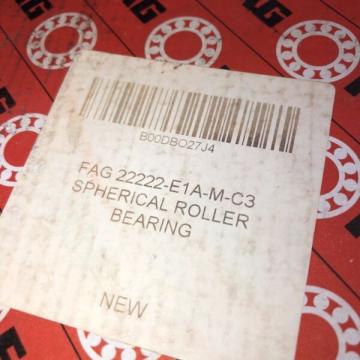 B00DBO27J4
FAG 22222-E1A-M-C3
SPHERICAL ROLLER
BEARING
NEW